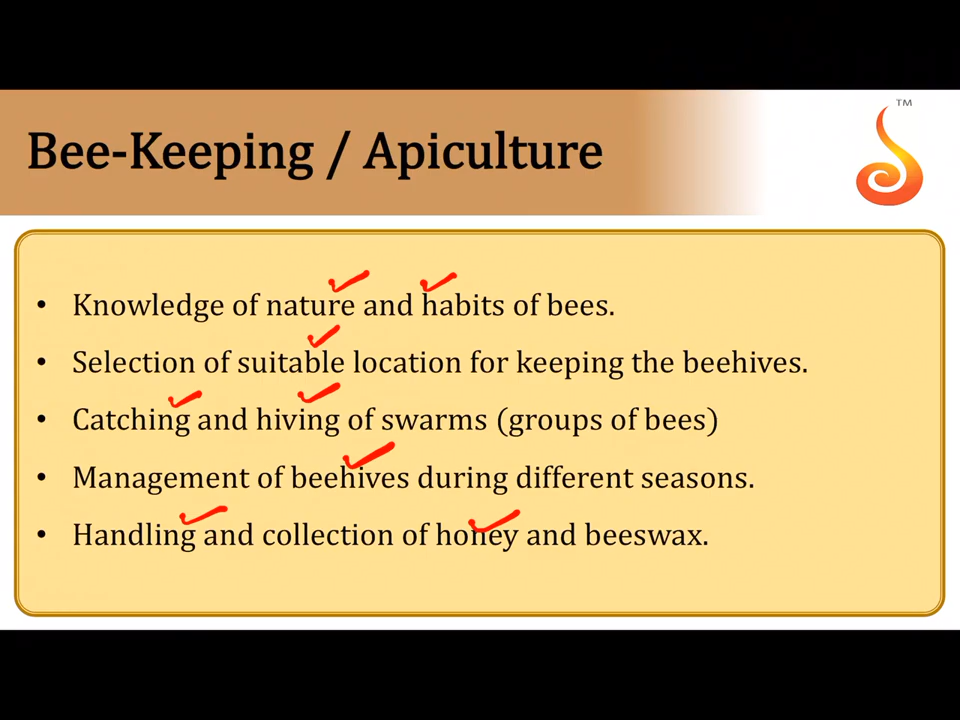 TM
Bee-Keeping / Apiculture
• Knowledge of nature and habits of bees.
• Selection of suitable location for keeping the beehives.
• Catching and hiving of swarms (groups of bees)
• Management of beehives during different seasons.
• Handling and collection of honey and beeswax.